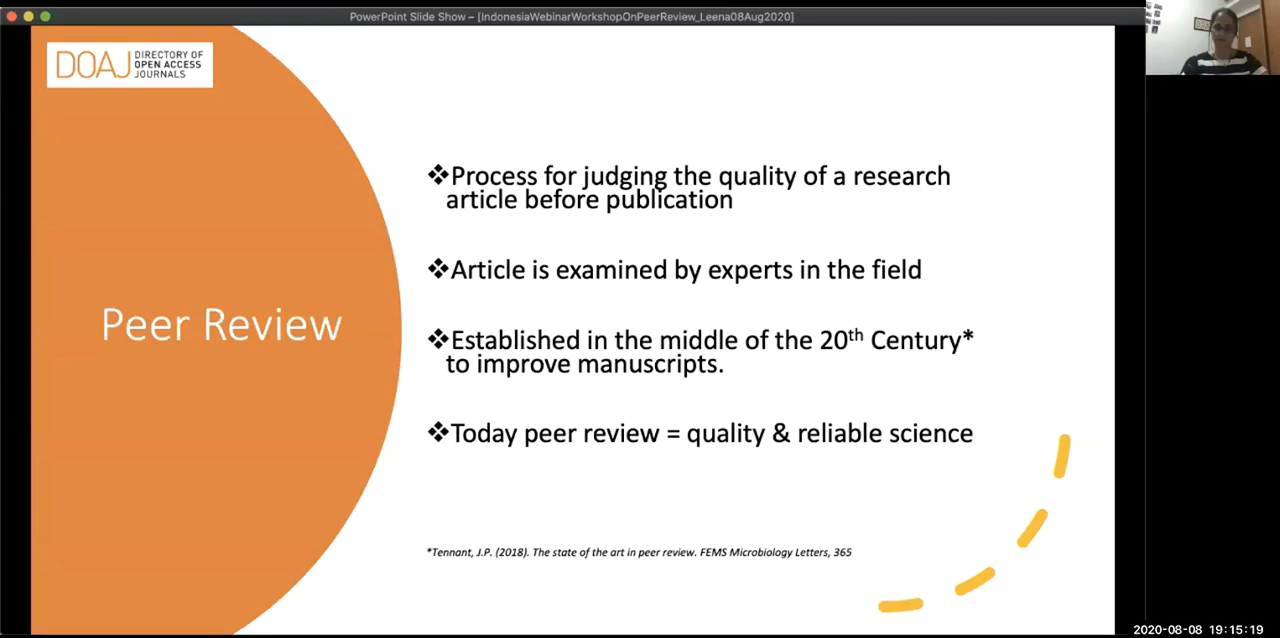 PowerPoint Slide Show – [IndonesiaWebinarWorkshopOnPeerReview_Leena08Aug2020]
DOAJ
DIRECTORY OF
OPEN ACCESS
JOURNALS
Peer Review
❖Process for judging the quality of a research
article before publication
❖Article is examined by experts in the field
❖Established in the middle of the 20th Century*
to improve manuscripts.
❖Today peer review = quality & reliable science
*Tennant, J.P. (2018). The state of the art in peer review. FEMS Microbiology Letters, 365
2020-08-08 19:15:19